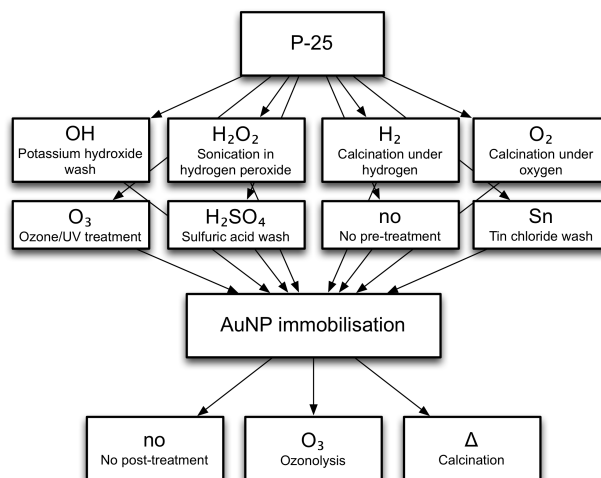 P-25
OH
Potassium hydroxide
wash
H₂O₂
Sonication in
hydrogen peroxide
H₂
Calcination under
hydrogen
O₂
Calcination under
oxygen
O₃
Ozone/UV treatment
H₂SO₄
Sulfuric acid wash
no
No pre-treatment
Sn
Tin chloride wash
AuNP immobilisation
no
No post-treatment
O₃
Ozonolysis
Δ
Calcination